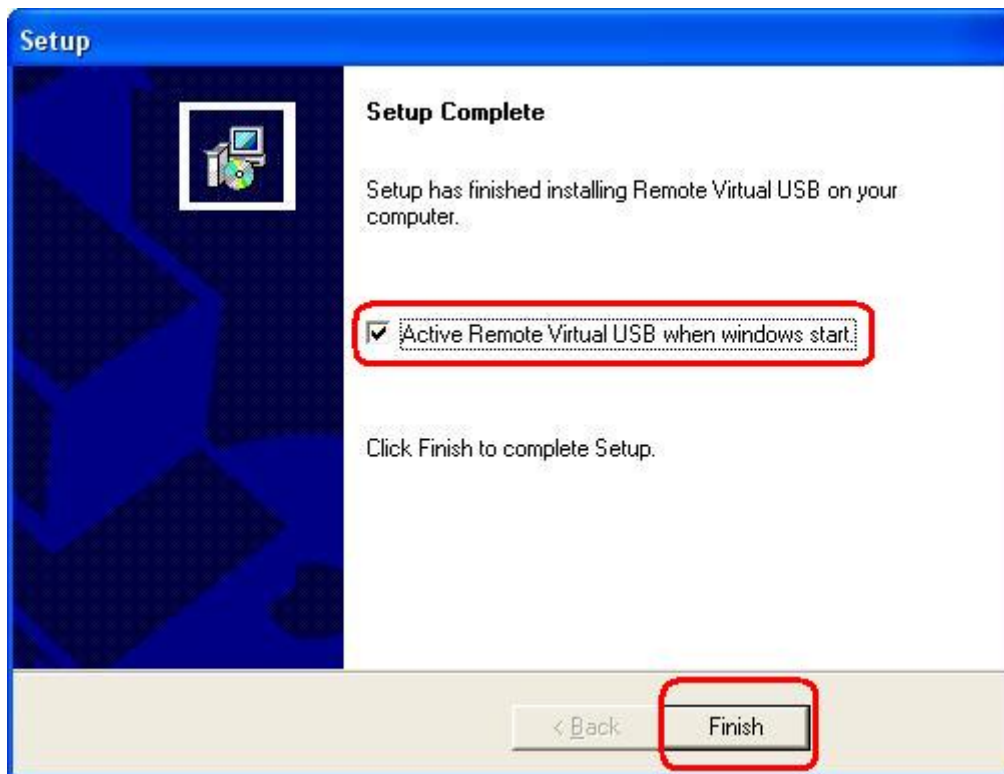 Setup
Setup Complete
Setup has finished installing Remote Virtual USB on your
computer.
Active Remote Virtual USB when windows start.
Click Finish to complete Setup.
< Back
Finish